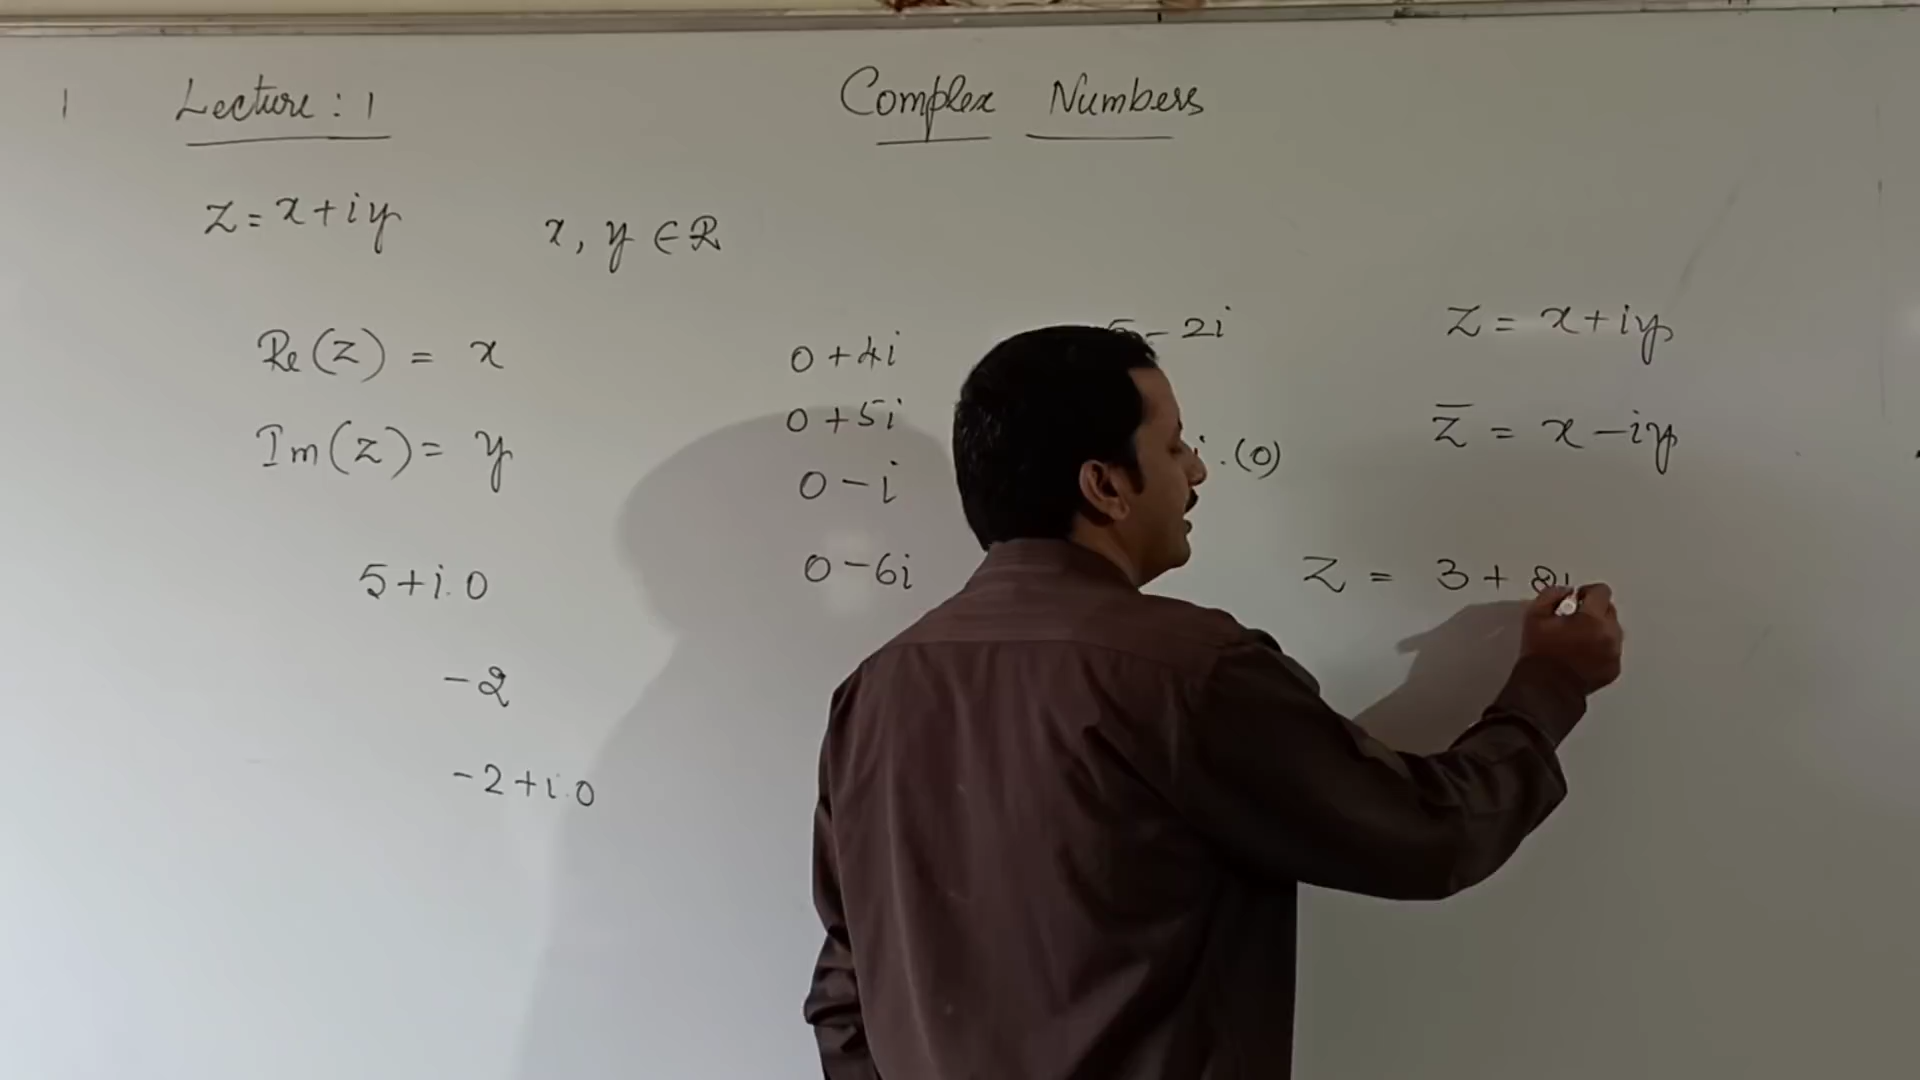 Lecture : 1
Complex Numbers
z = x + iy
x, y ∈ R
Re(z) = x
Im(z) = y
5 + i.0
-2
-2 + i.0
0 + 4i
0 + 5i
0 - i
0 - 6i
- 2i
i.(0)
z = x + iy
z̅ = x - iy
z = 3 + 8i